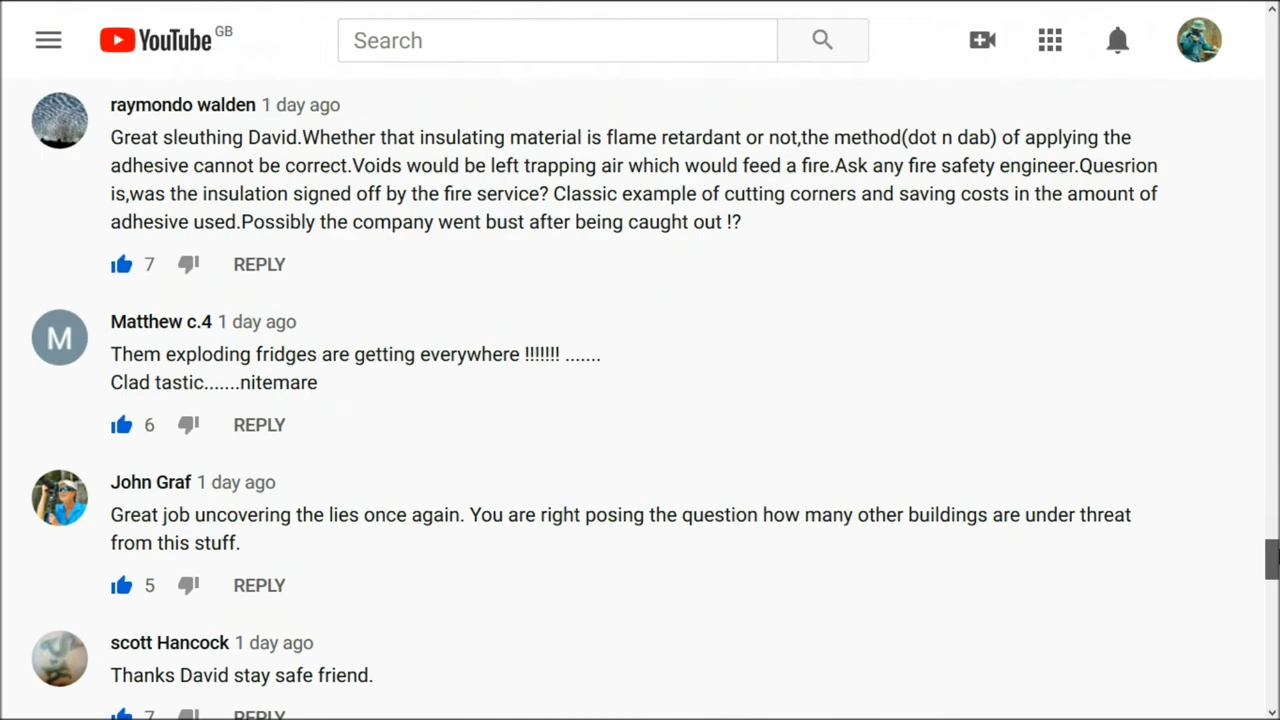 YouTube GB
Search
raymondo walden 1 day ago
Great sleuthing David.Whether that insulating material is flame retardant or not,the method(dot n dab) of applying the
adhesive cannot be correct.Voids would be left trapping air which would feed a fire.Ask any fire safety engineer.Quesrion
is,was the insulation signed off by the fire service? Classic example of cutting corners and saving costs in the amount of
adhesive used.Possibly the company went bust after being caught out !?
7 REPLY
M
Matthew c.4 1 day ago
Them exploding fridges are getting everywhere !!!!!!! .......
Clad tastic.......nitemare
6 REPLY
John Graf 1 day ago
Great job uncovering the lies once again. You are right posing the question how many other buildings are under threat
from this stuff.
5 REPLY
scott Hancock 1 day ago
Thanks David stay safe friend.
7 REPLY